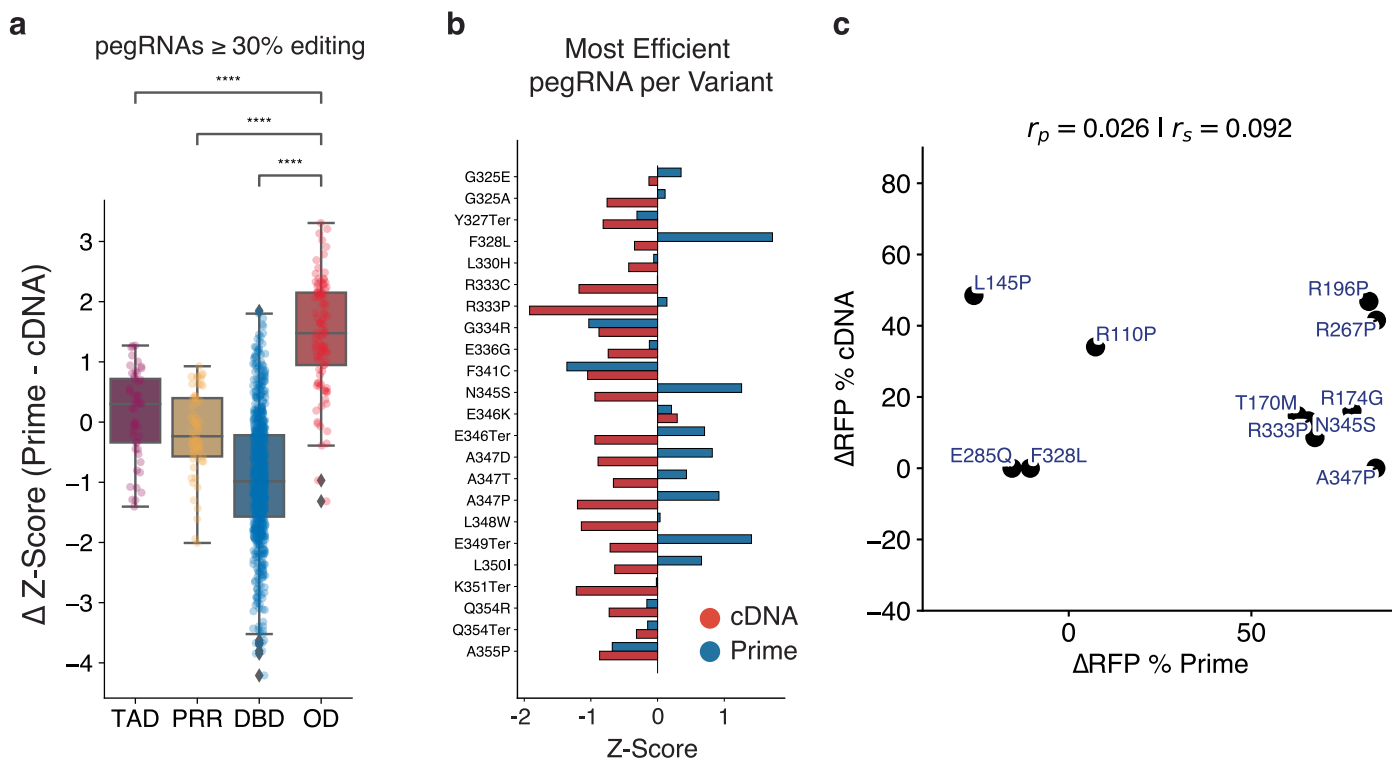 a
pegRNAs ≥ 30% editing
****
****
****
Δ Z-Score (Prime - cDNA)
3
2
1
0
−1
−2
−3
−4
TAD PRR DBD OD
b
Most Efficient
pegRNA per Variant
G325E
G325A
Y327Ter
F328L
L330H
R333C
R333P
G334R
E336G
F341C
N345S
E346K
E346Ter
A347D
A347T
A347P
L348W
E349Ter
L350I
K351Ter
Q354R
Q354Ter
A355P
cDNA
Prime
-2 -1 0 1
Z-Score
c
rₚ = 0.026 | rₛ = 0.092
ΔRFP % cDNA
80
60
40
20
0
−20
−40
L145P
R196P
R267P
R110P
T170M
R174G
R333P
N345S
E285Q
F328L
A347P
0 50
ΔRFP % Prime